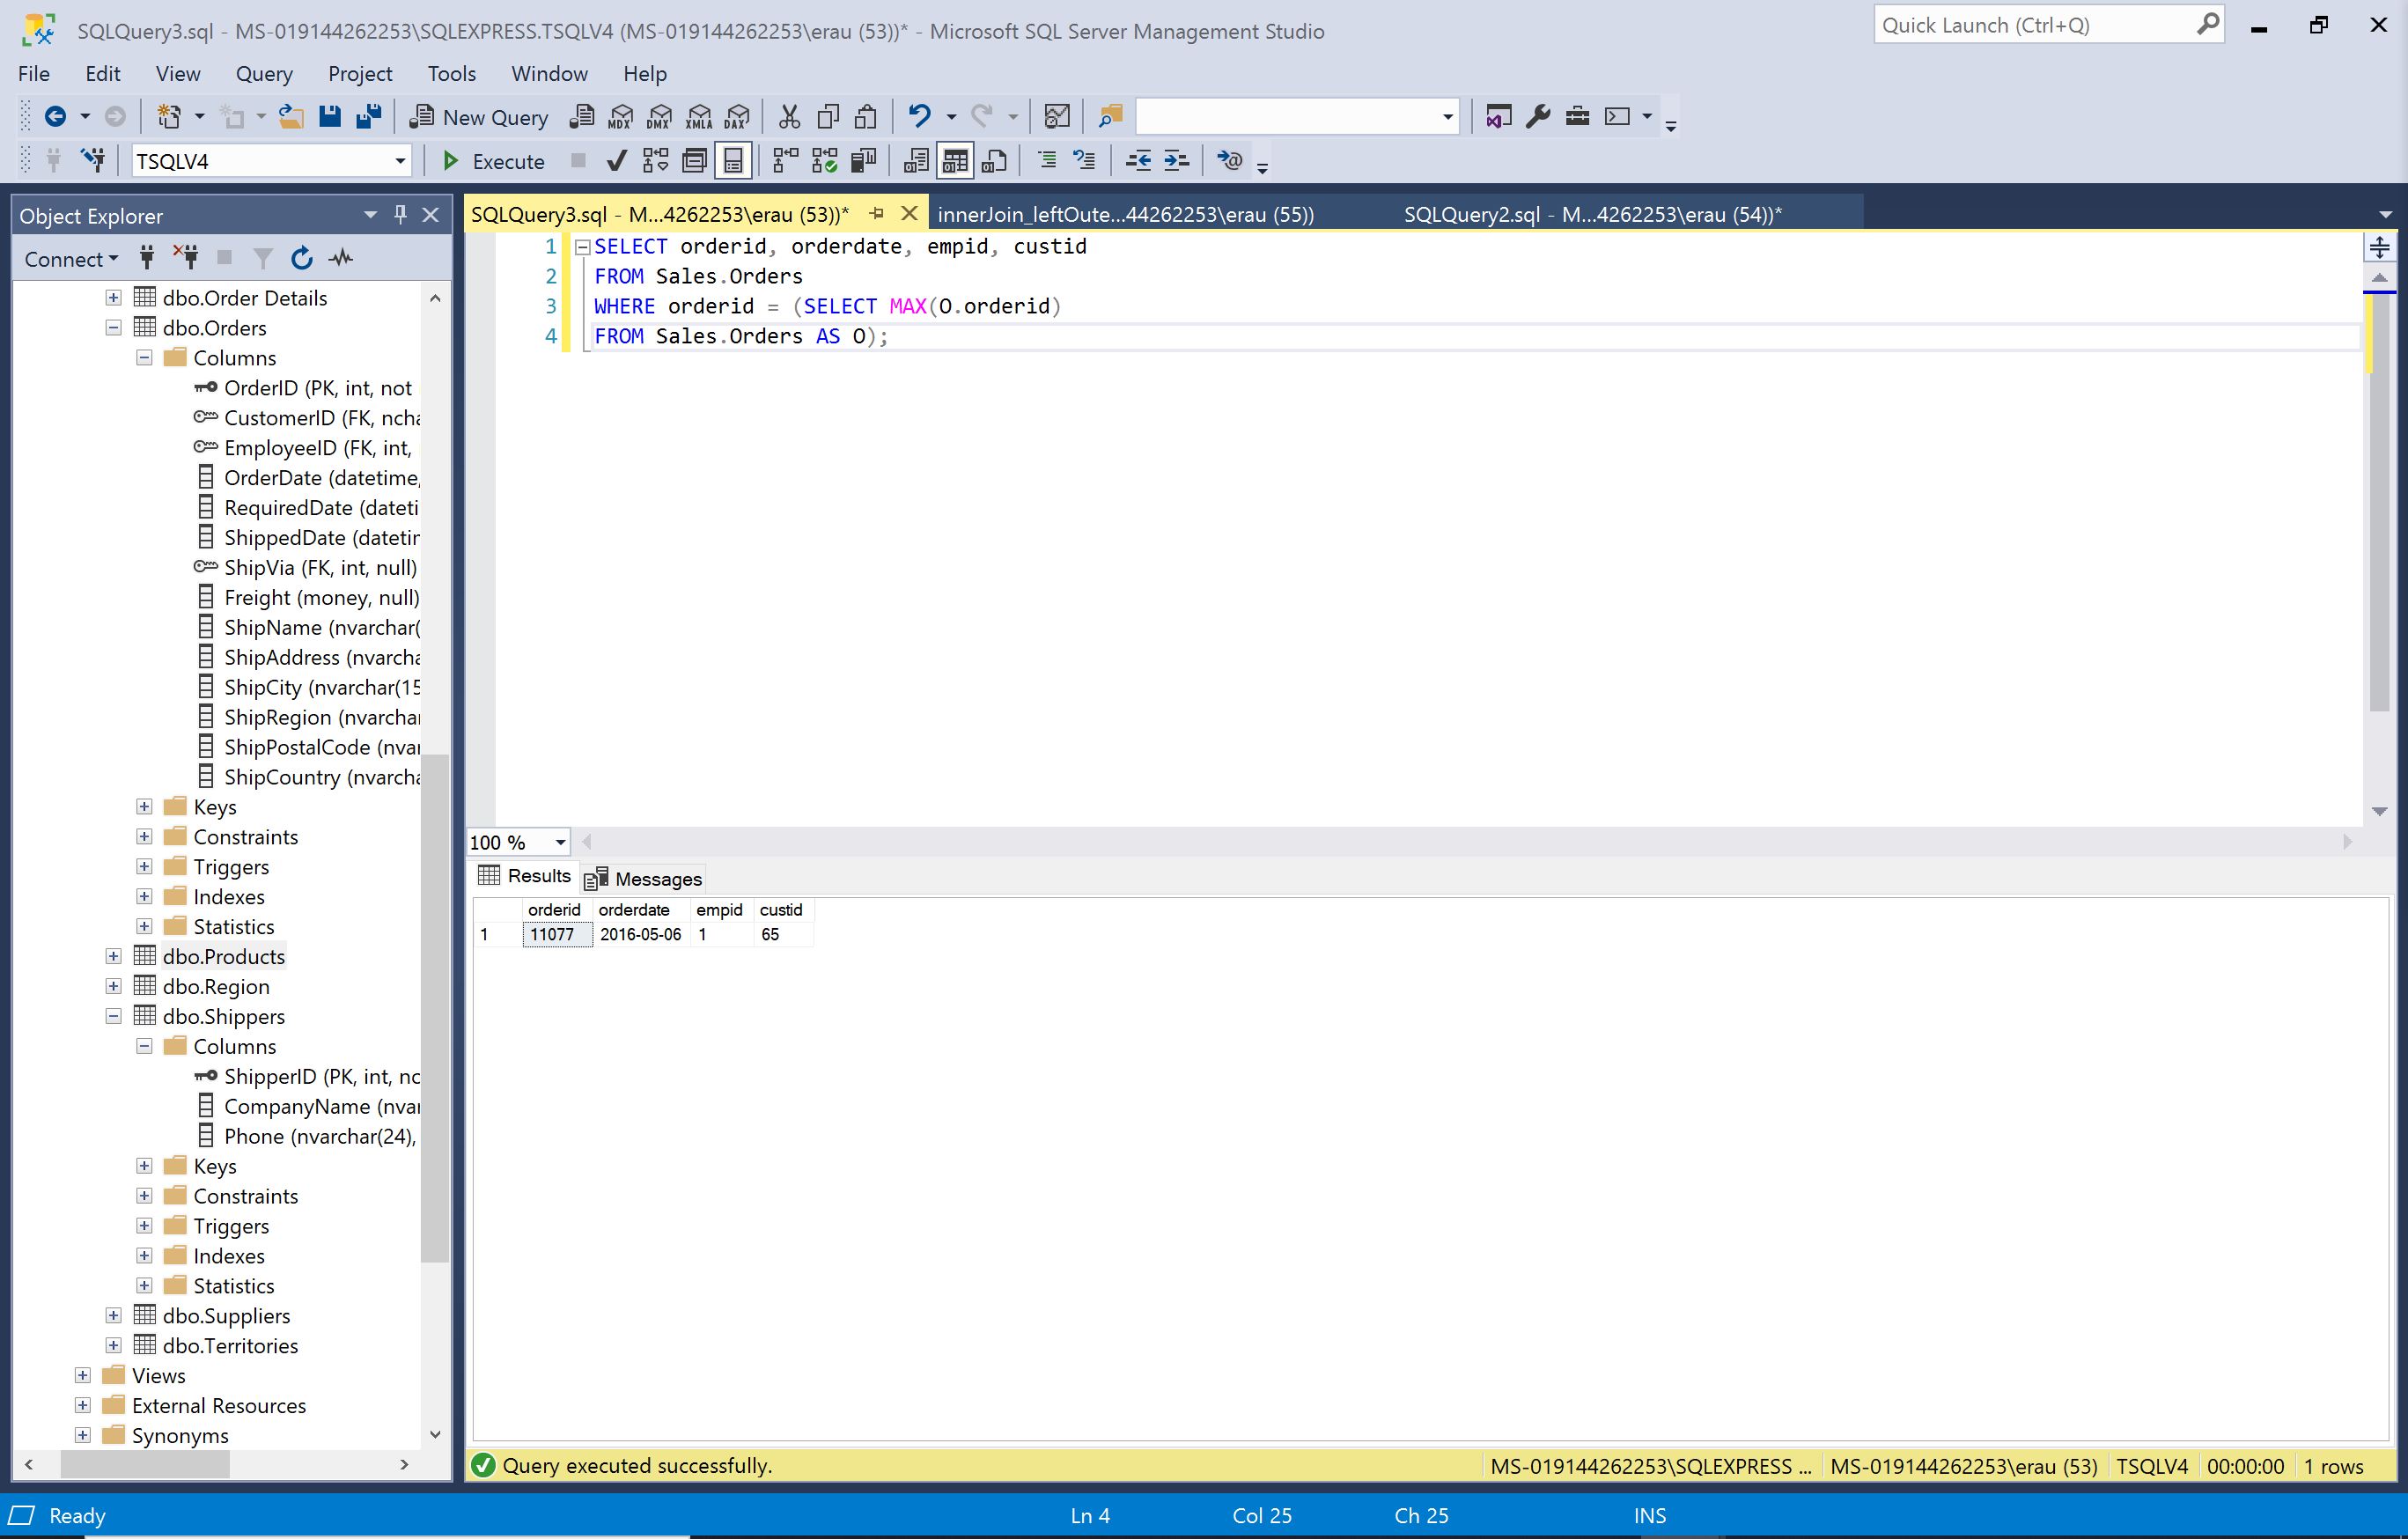 SQLQuery3.sql - MS-019144262253\SQLEXPRESS.TSQLV4 (MS-019144262253\erau (53))* - Microsoft SQL Server Management Studio
Quick Launch (Ctrl+Q)
File Edit View Query Project Tools Window Help
New Query MDX DMX XMLA DAX
TSQLV4 Execute
Object Explorer
Connect
dbo.Order Details
dbo.Orders
Columns
OrderID (PK, int, not
CustomerID (FK, ncha
EmployeeID (FK, int,
OrderDate (datetime,
RequiredDate (dateti
ShippedDate (datetin
ShipVia (FK, int, null)
Freight (money, null)
ShipName (nvarchar(
ShipAddress (nvarcha
ShipCity (nvarchar(15
ShipRegion (nvarchar
ShipPostalCode (nvar
ShipCountry (nvarcha
Keys
Constraints
Triggers
Indexes
Statistics
dbo.Products
dbo.Region
dbo.Shippers
Columns
ShipperID (PK, int, no
CompanyName (nvar
Phone (nvarchar(24),
Keys
Constraints
Triggers
Indexes
Statistics
dbo.Suppliers
dbo.Territories
Views
External Resources
Synonyms
SQLQuery3.sql - M...4262253\erau (53))* innerJoin_leftOute...44262253\erau (55)) SQLQuery2.sql - M...4262253\erau (54))*
1 SELECT orderid, orderdate, empid, custid
2 FROM Sales.Orders
3 WHERE orderid = (SELECT MAX(O.orderid)
4 FROM Sales.Orders AS O);
100 %
Results Messages
orderid orderdate empid custid
1 11077 2016-05-06 1 65
Query executed successfully. MS-019144262253\SQLEXPRESS ... MS-019144262253\erau (53) TSQLV4 00:00:00 1 rows
Ready Ln 4 Col 25 Ch 25 INS